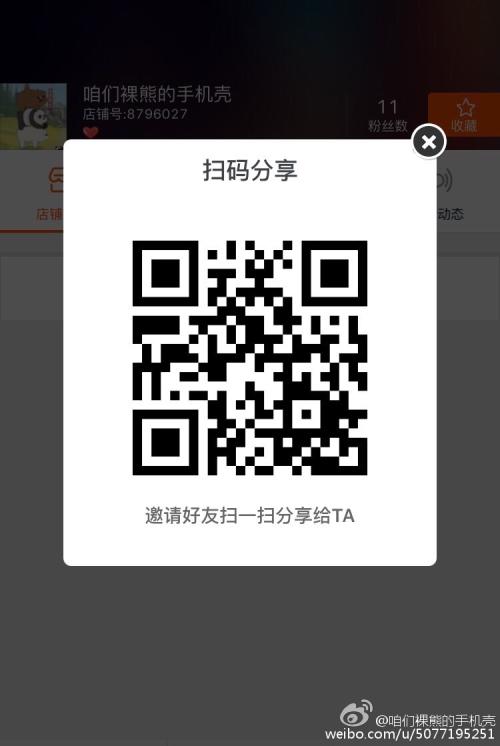 咱们裸熊的手机壳
店铺号:8796027
11
粉丝数
收藏
扫码分享
店铺
动态
邀请好友扫一扫分享给TA
@咱们裸熊的手机壳
weibo.com/u/5077195251